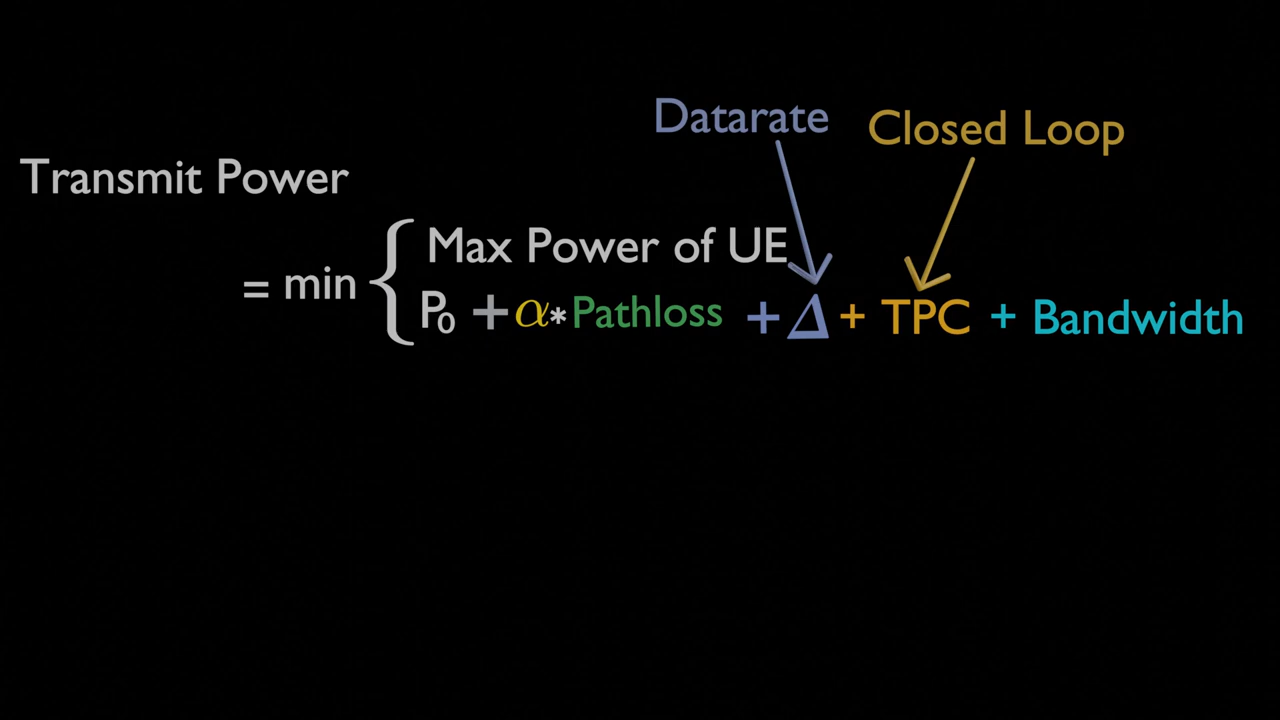 Datarate
Closed Loop
Transmit Power
= min { Max Power of UE
P₀ + α*Pathloss + Δ + TPC + Bandwidth